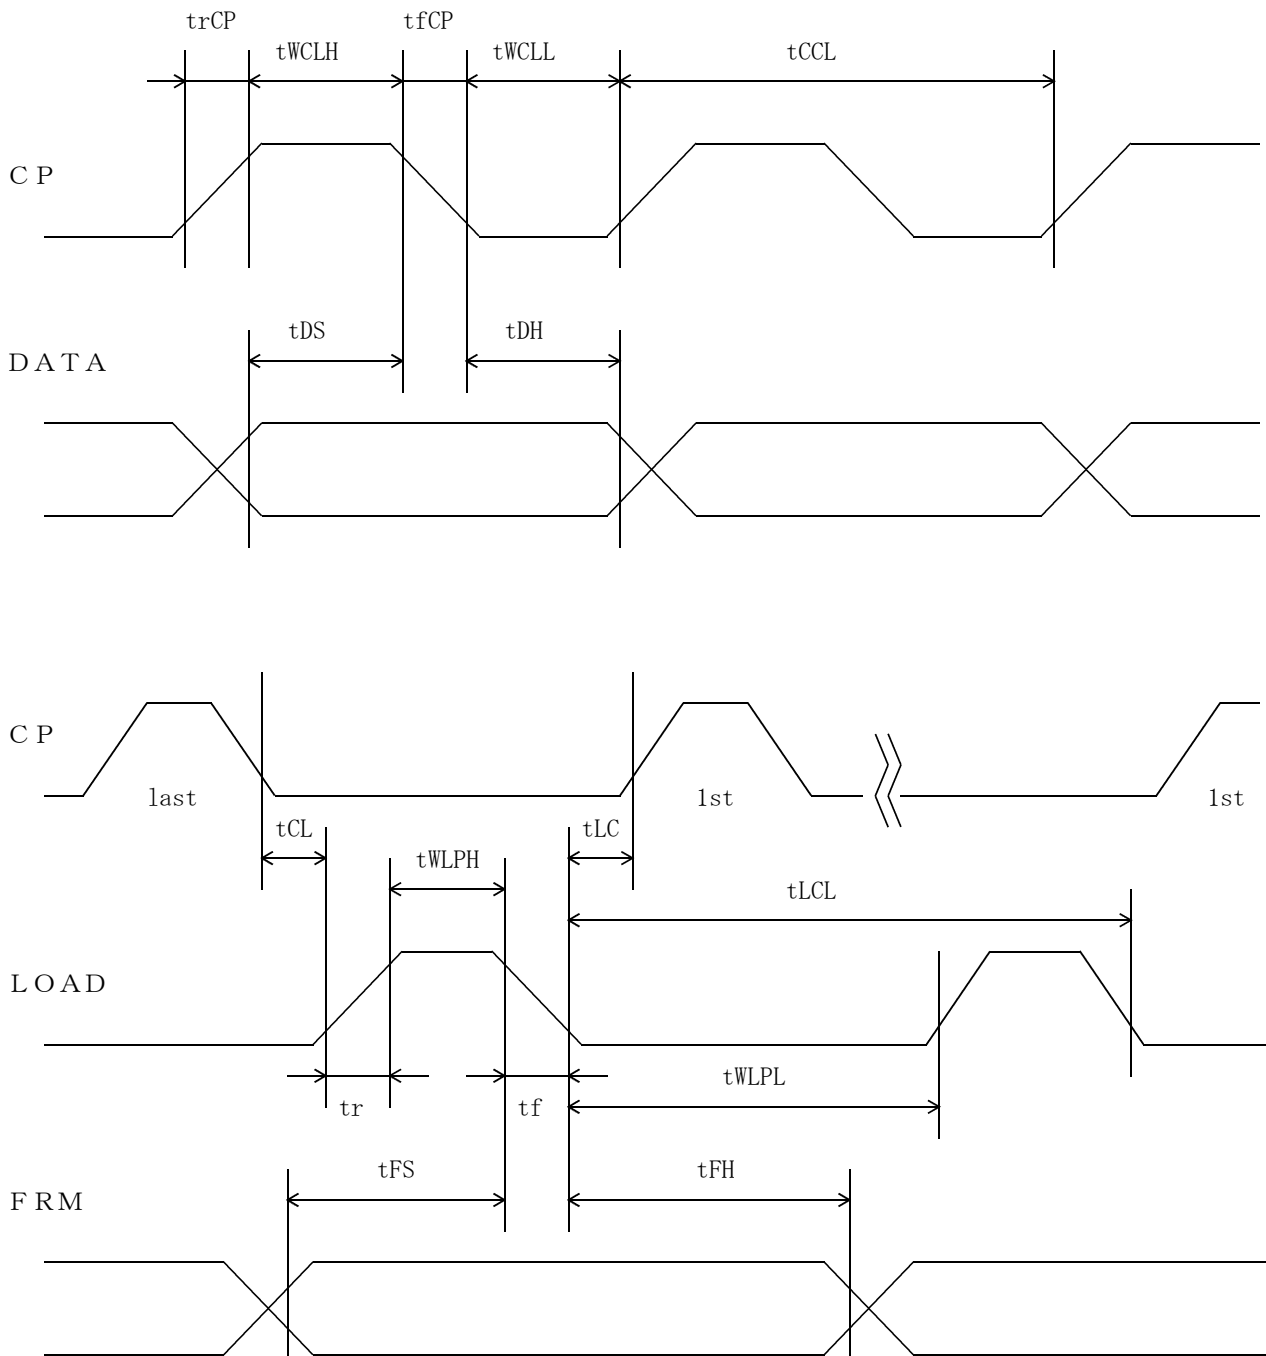 trCP
tfCP
tWCLH
tWCLL
tCCL
CP
tDS
tDH
DATA
CP
last
1st
1st
tCL
tLC
tWLPH
tLCL
LOAD
tWLPL
tr
tf
tFS
tFH
FRM